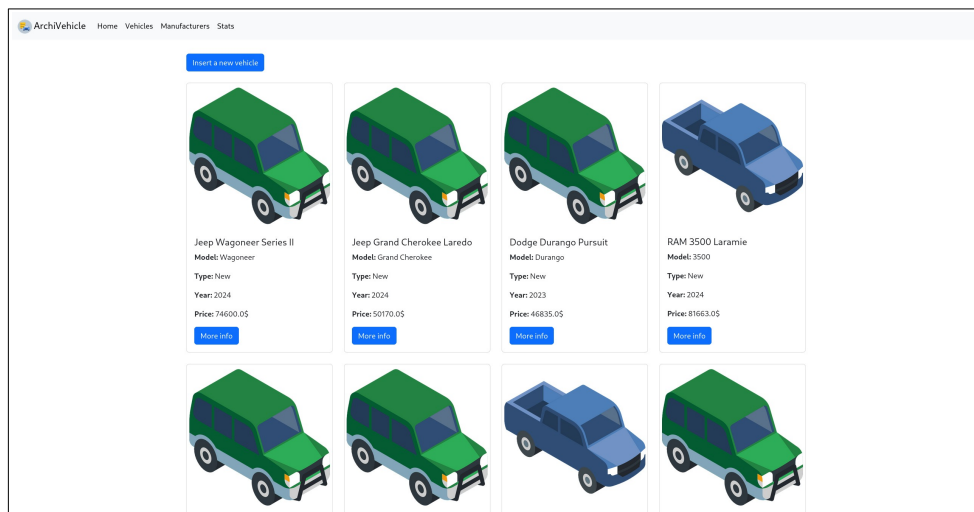 ArchiVehicle Home Vehicles Manufacturers Stats
Insert a new vehicle
Jeep Wagoneer Series II
Model: Wagoneer
Type: New
Year: 2024
Price: 74600.0$
More info
Jeep Grand Cherokee Laredo
Model: Grand Cherokee
Type: New
Year: 2024
Price: 50170.0$
More info
Dodge Durango Pursuit
Model: Durango
Type: New
Year: 2023
Price: 46835.0$
More info
RAM 3500 Laramie
Model: 3500
Type: New
Year: 2024
Price: 81663.0$
More info